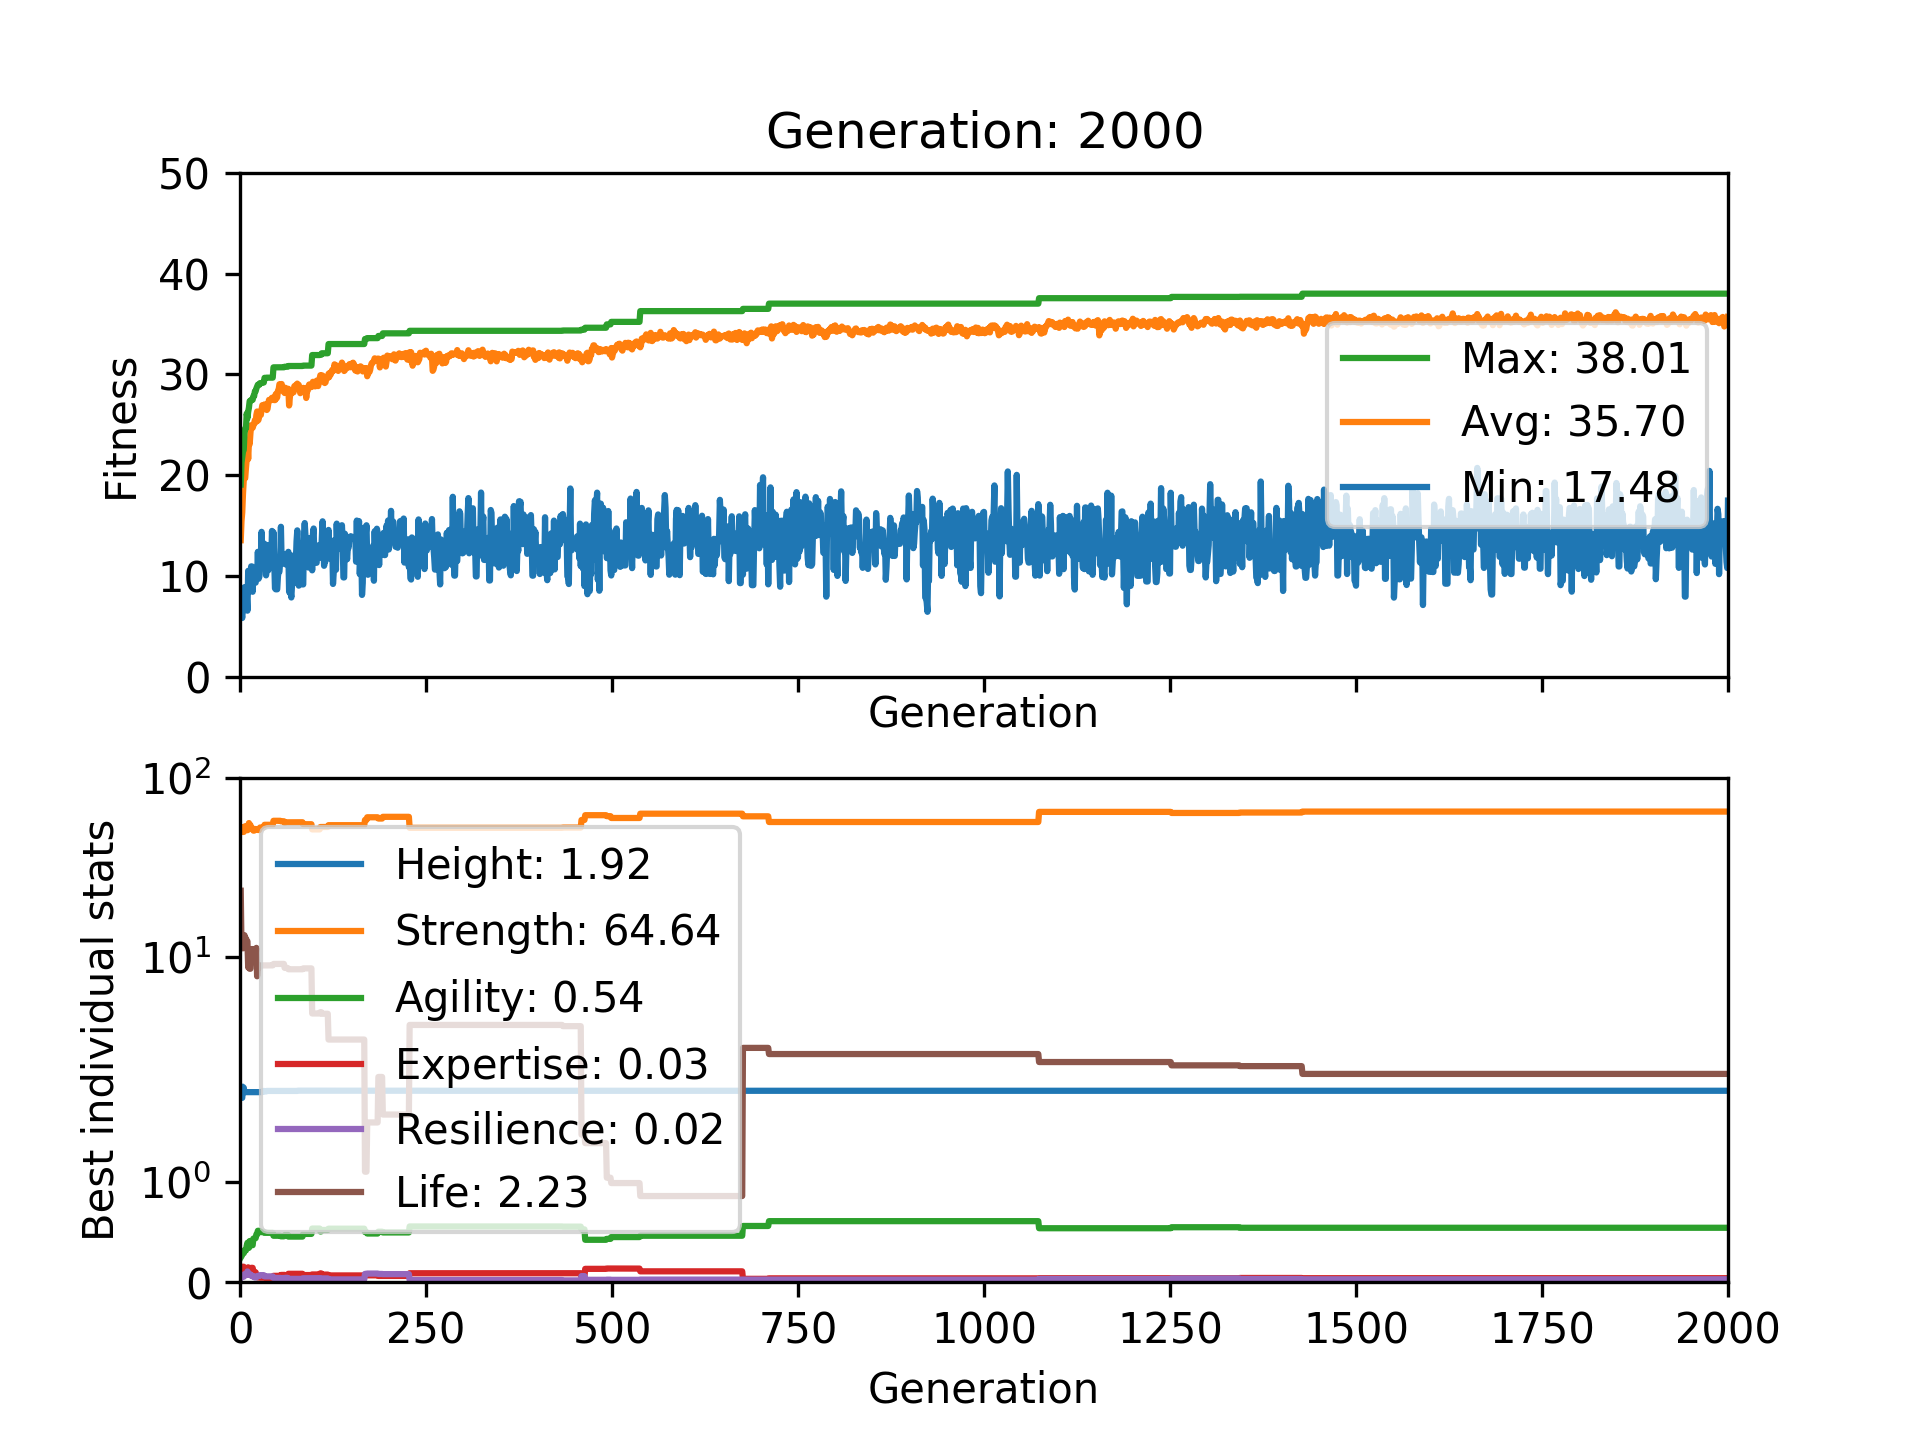 Generation: 2000
50
40
30
20
10
0
Fitness
Max: 38.01
Avg: 35.70
Min: 17.48
Generation
10²
10¹
10⁰
0
Best individual stats
Height: 1.92
Strength: 64.64
Agility: 0.54
Expertise: 0.03
Resilience: 0.02
Life: 2.23
0 250 500 750 1000 1250 1500 1750 2000
Generation